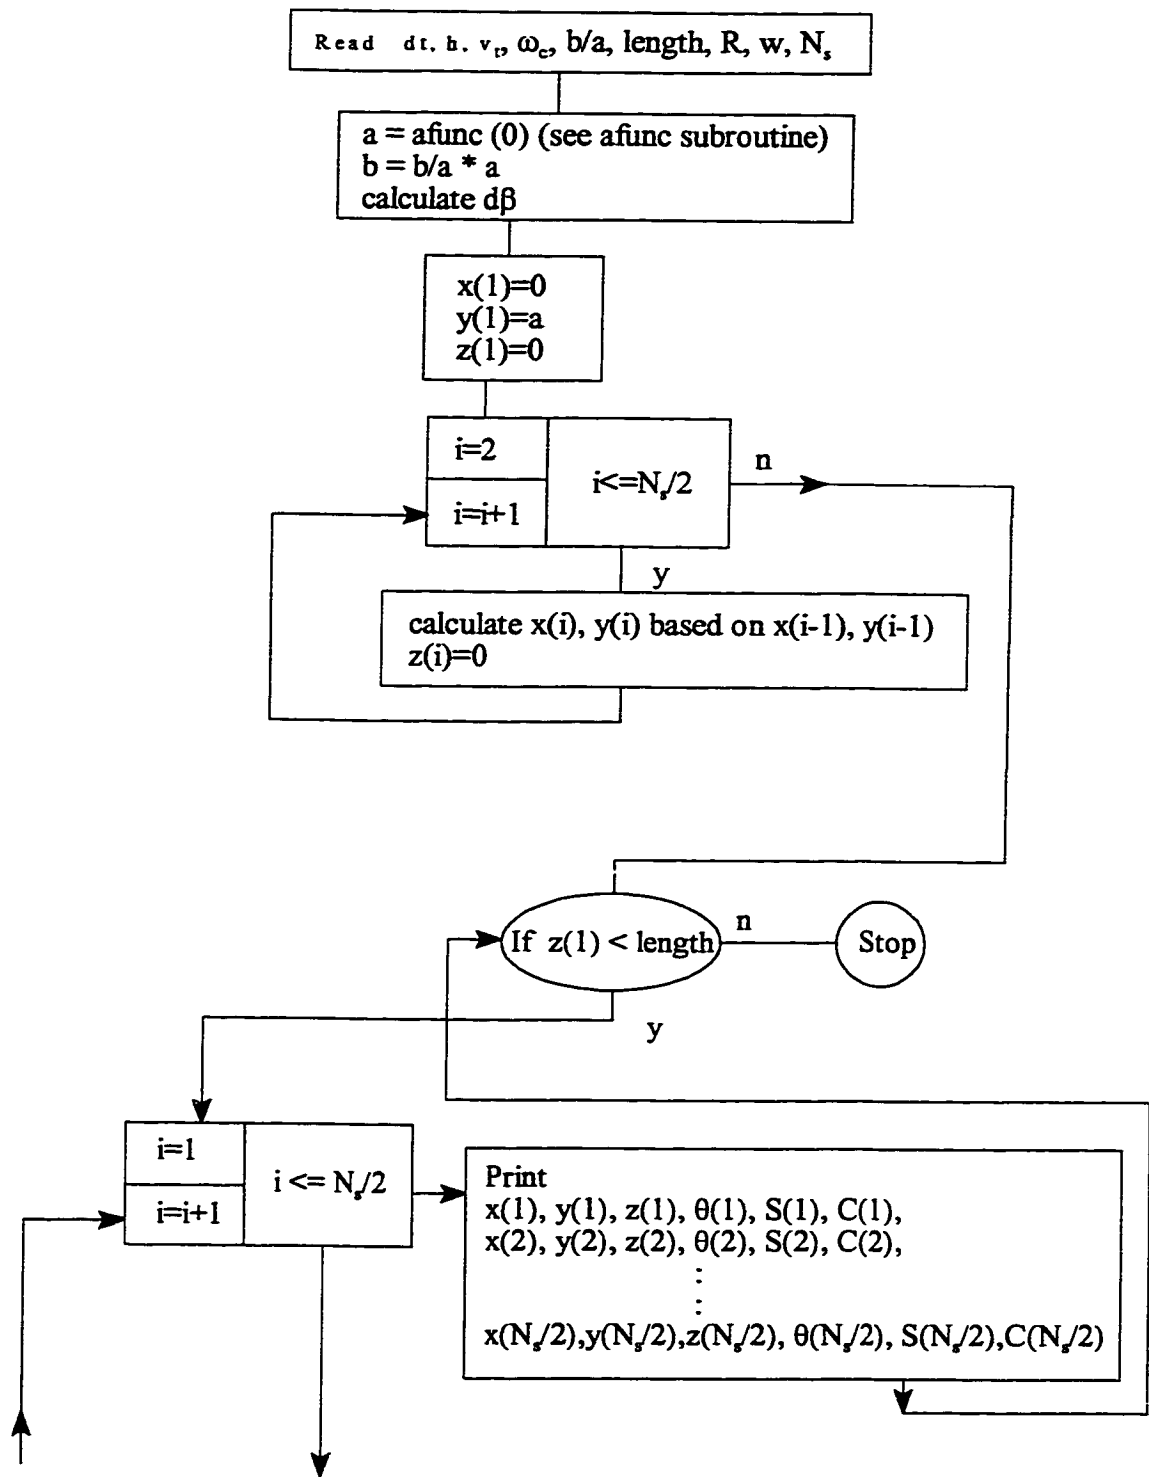 Read dt, h, v_t, ω_c, b/a, length, R, w, N_s
a = afunc (0) (see afunc subroutine)
b = b/a * a
calculate dβ
x(1)=0
y(1)=a
z(1)=0
i=2
i<=N_s/2
n
i=i+1
y
calculate x(i), y(i) based on x(i-1), y(i-1)
z(i)=0
If z(1) < length
n
Stop
y
i=1
i <= N_s/2
i=i+1
Print
x(1), y(1), z(1), θ(1), S(1), C(1),
x(2), y(2), z(2), θ(2), S(2), C(2),
⋮
x(N_s/2),y(N_s/2),z(N_s/2), θ(N_s/2), S(N_s/2),C(N_s/2)